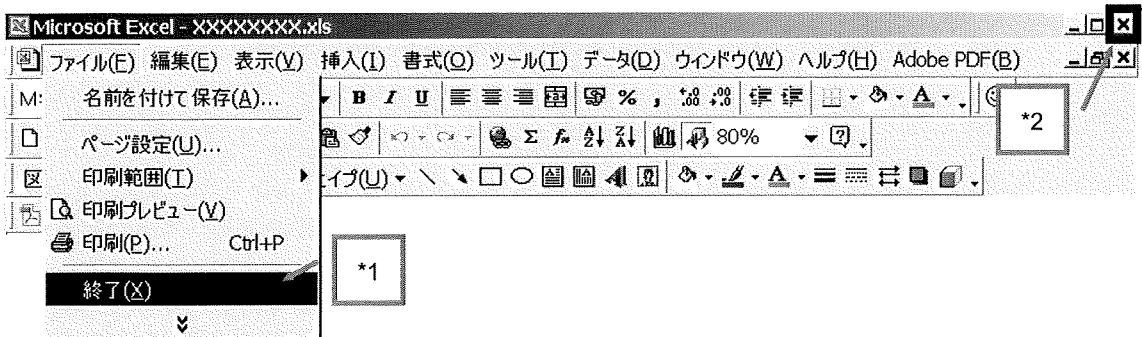 Microsoft Excel - XXXXXXXX.xls
ファイル(F) 編集(E) 表示(V) 挿入(I) 書式(O) ツール(T) データ(D) ウィンドウ(W) ヘルプ(H) Adobe PDF(B)
名前を付けて保存(A)...
B I U % ,
*2
ページ設定(U)...
Σ 80%
印刷範囲(T)
イプ(U)
印刷プレビュー(V)
印刷(P)... Ctrl+P
*1
終了(X)